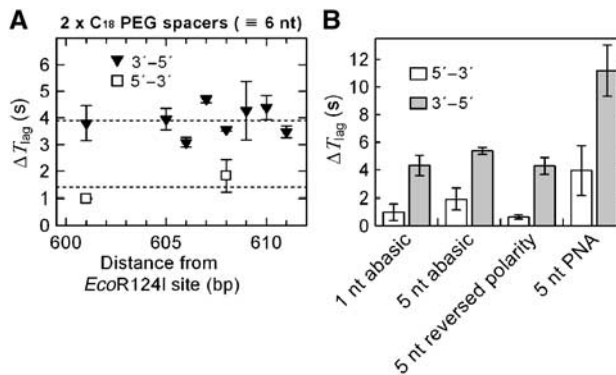 A
2 x C18 PEG spacers ( ≡ 6 nt)
▼ 3´–5´
□ 5´–3´
ΔTlag (s)
6
5
4
3
2
1
0
600
605
610
Distance from
EcoR124I site (bp)
B
5´–3´
3´–5´
ΔTlag (s)
12
10
8
6
4
2
0
1 nt abasic
5 nt abasic
5 nt reversed polarity
5 nt PNA